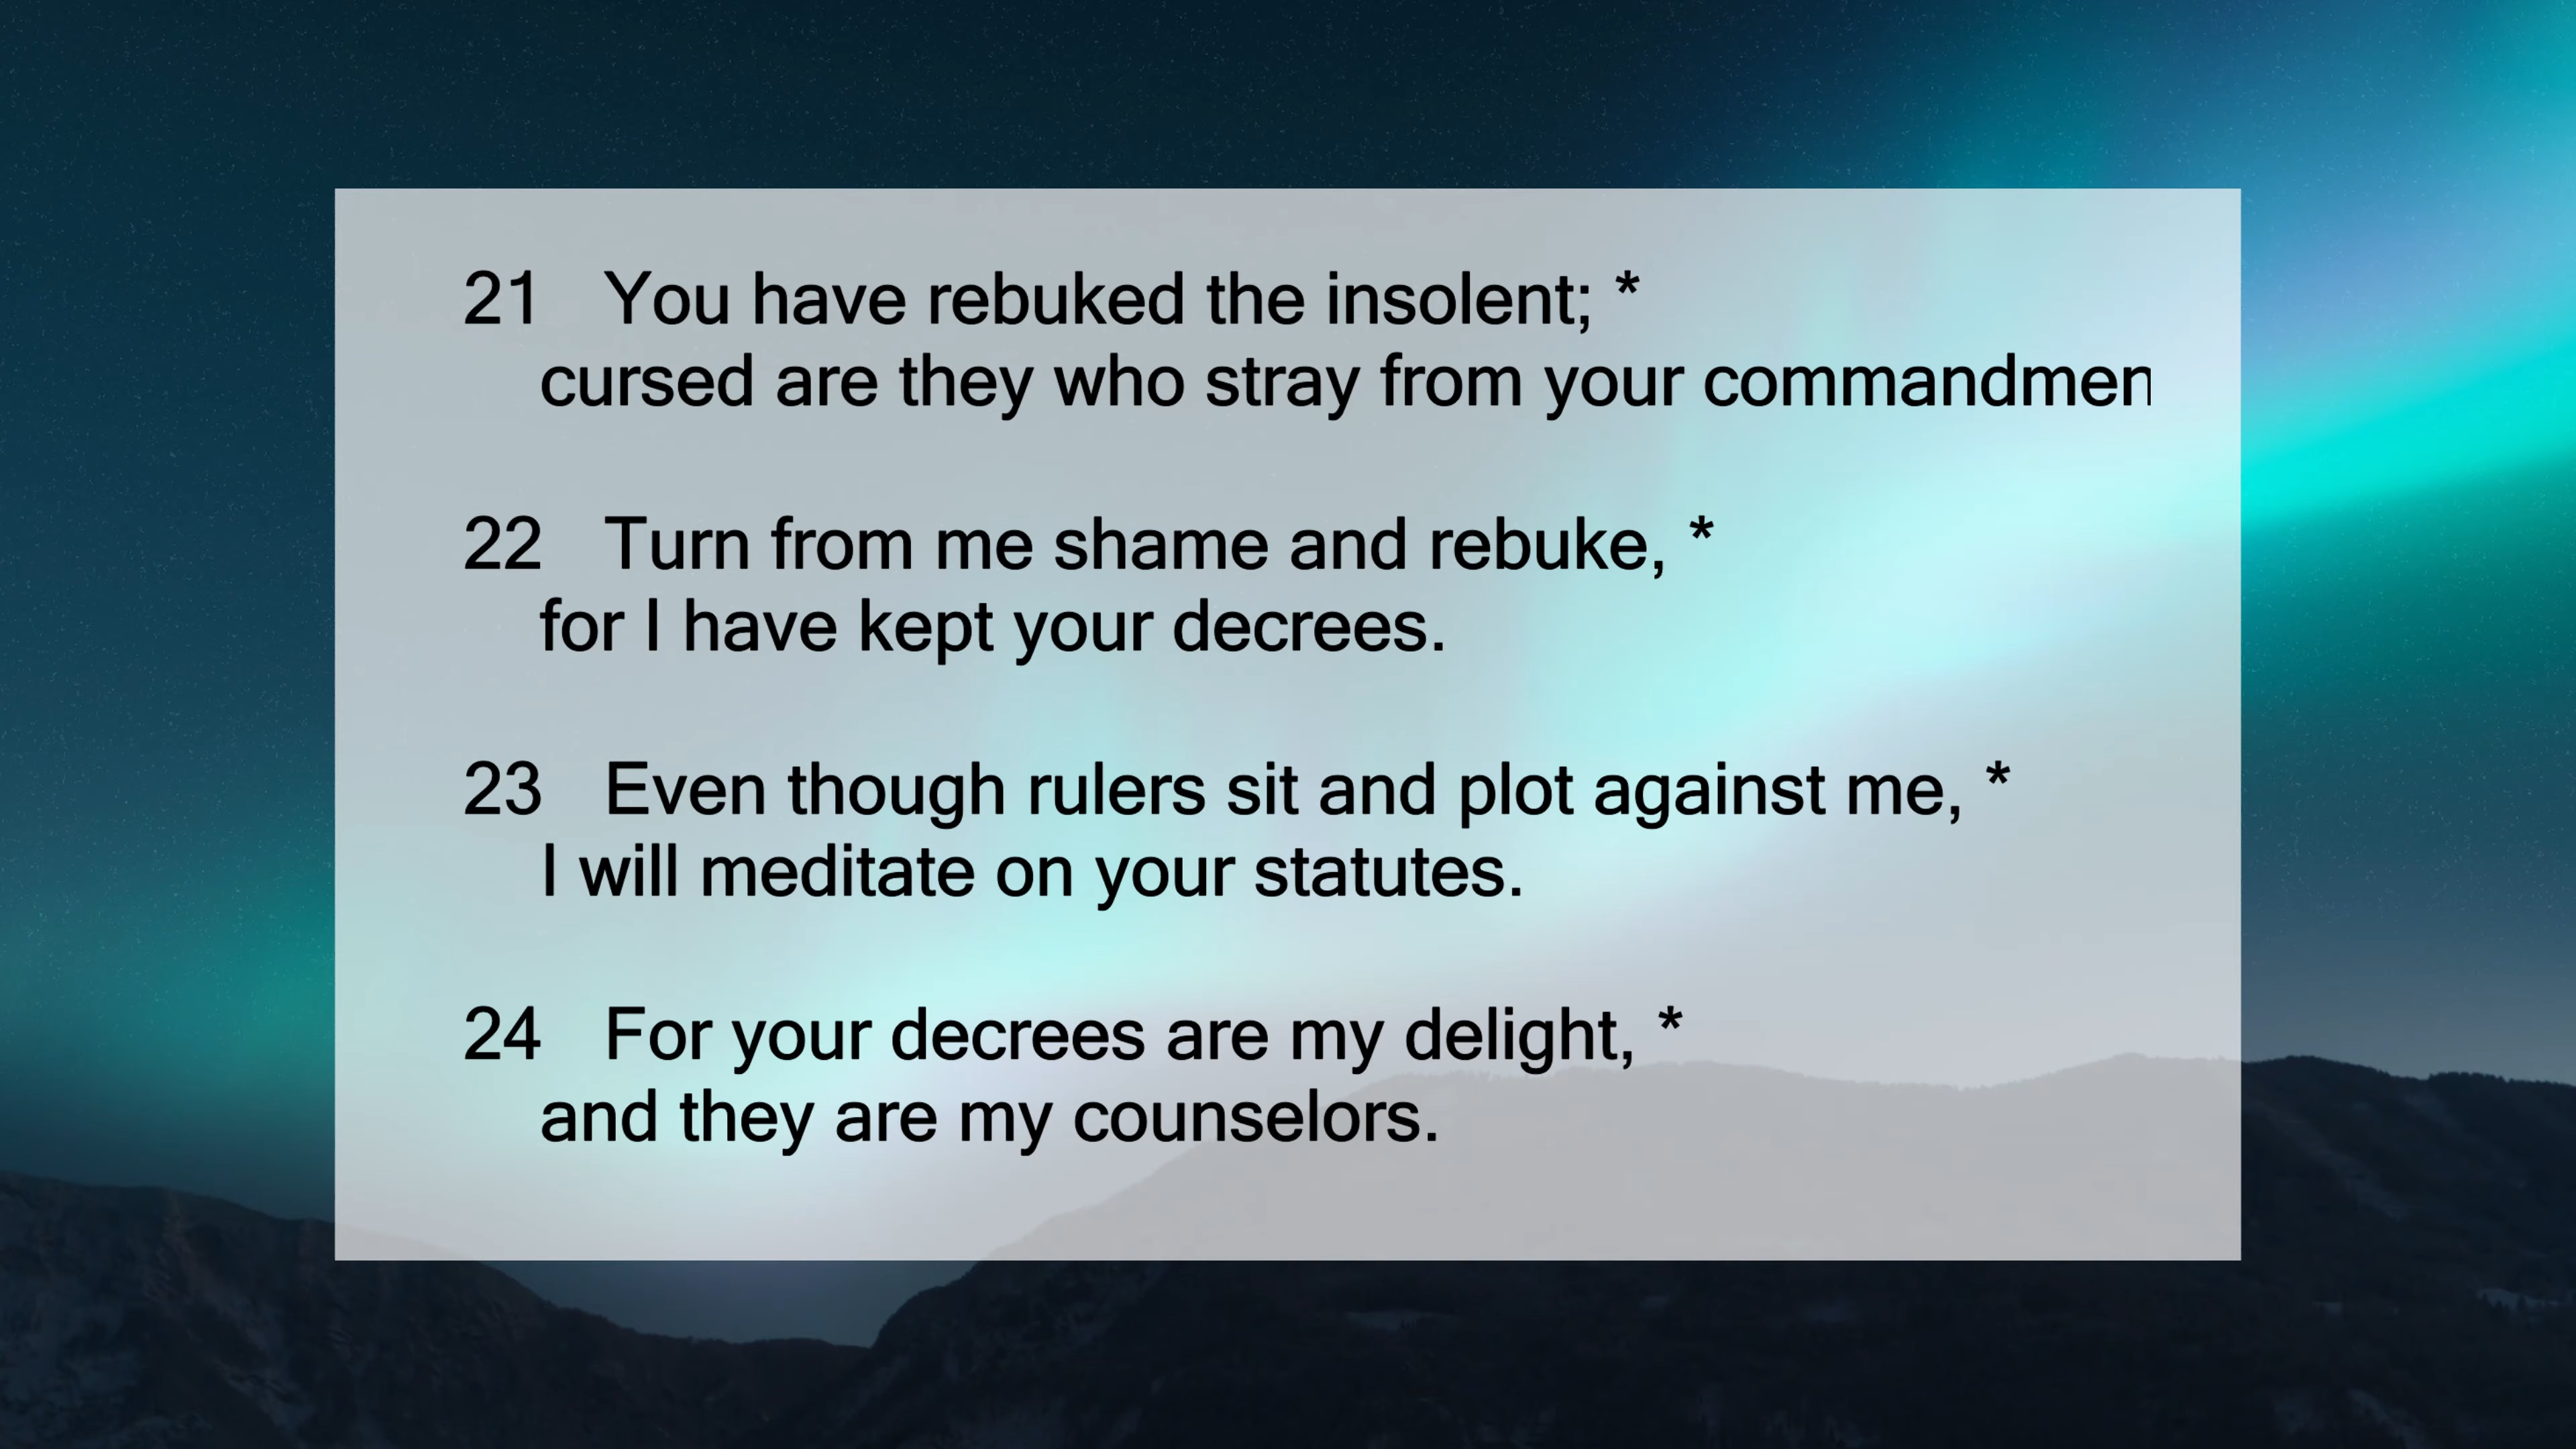 21 You have rebuked the insolent; *
cursed are they who stray from your commandmen
22 Turn from me shame and rebuke, *
for I have kept your decrees.
23 Even though rulers sit and plot against me, *
I will meditate on your statutes.
24 For your decrees are my delight, *
and they are my counselors.